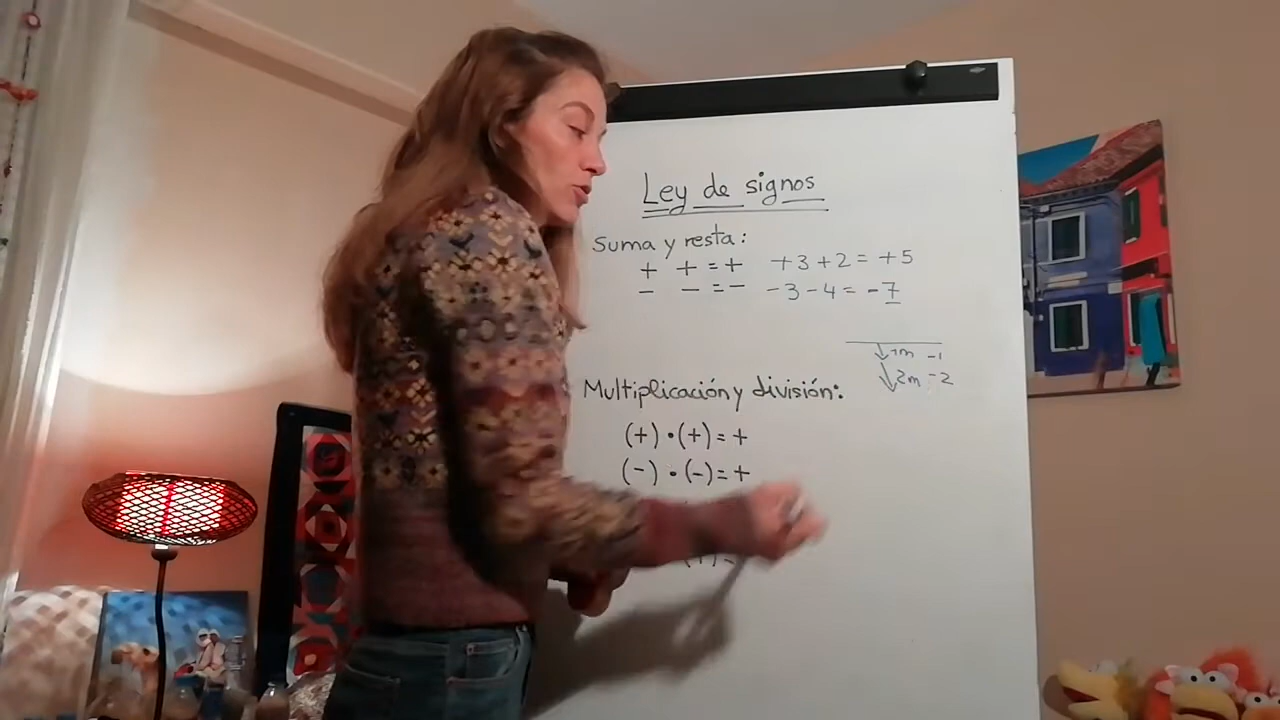 Ley de signos
Suma y resta:
+ + = + +3+2= +5
- - = - -3-4= -7
1m -1
2m -2
Multiplicación y división:
(+)•(+)=+
(-)•(-)=+